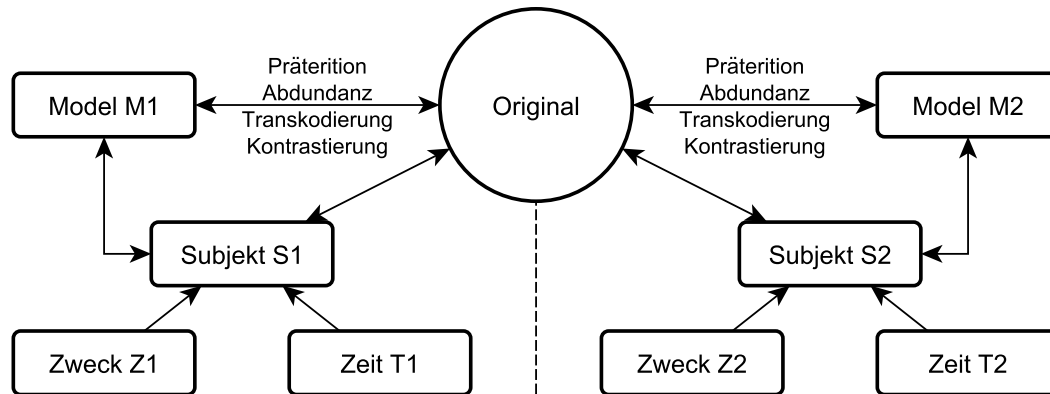 Präterition
Abdundanz
Transkodierung
Kontrastierung
Model M1
Original
Präterition
Abdundanz
Transkodierung
Kontrastierung
Model M2
Subjekt S1
Subjekt S2
Zweck Z1
Zeit T1
Zweck Z2
Zeit T2